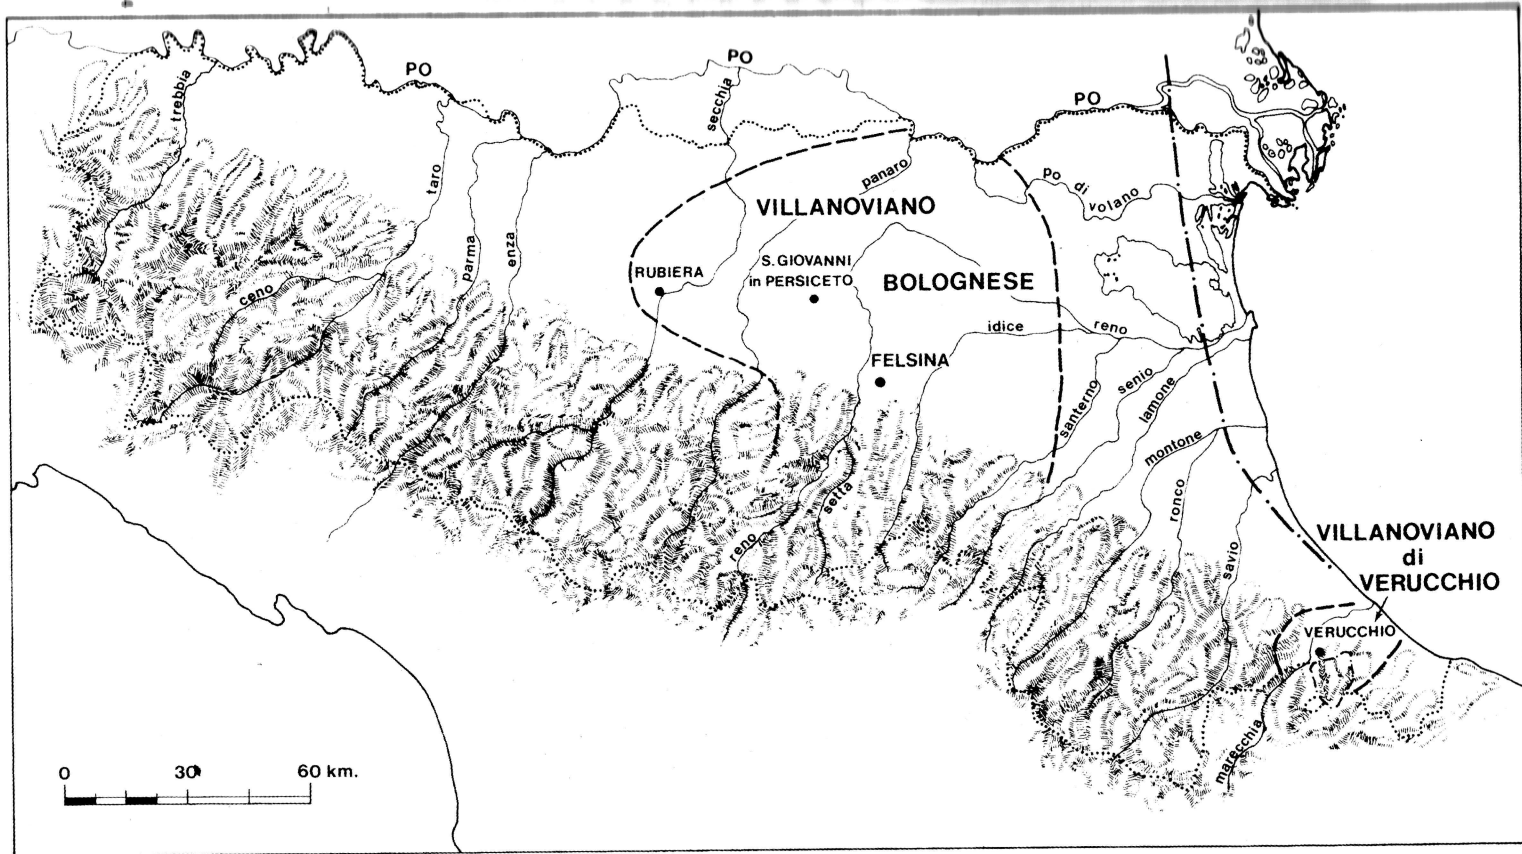 PO
PO
PO
trebbia
secchia
taro
panaro
po di volano
VILLANOVIANO
parma
enza
ceno
RUBIERA
S. GIOVANNI
in PERSICETO
BOLOGNESE
idice
reno
FELSINA
santerno
senio
lamone
montone
setta
reno
ronco
savio
VILLANOVIANO
di
VERUCCHIO
VERUCCHIO
marecchia
0 30 60 km.